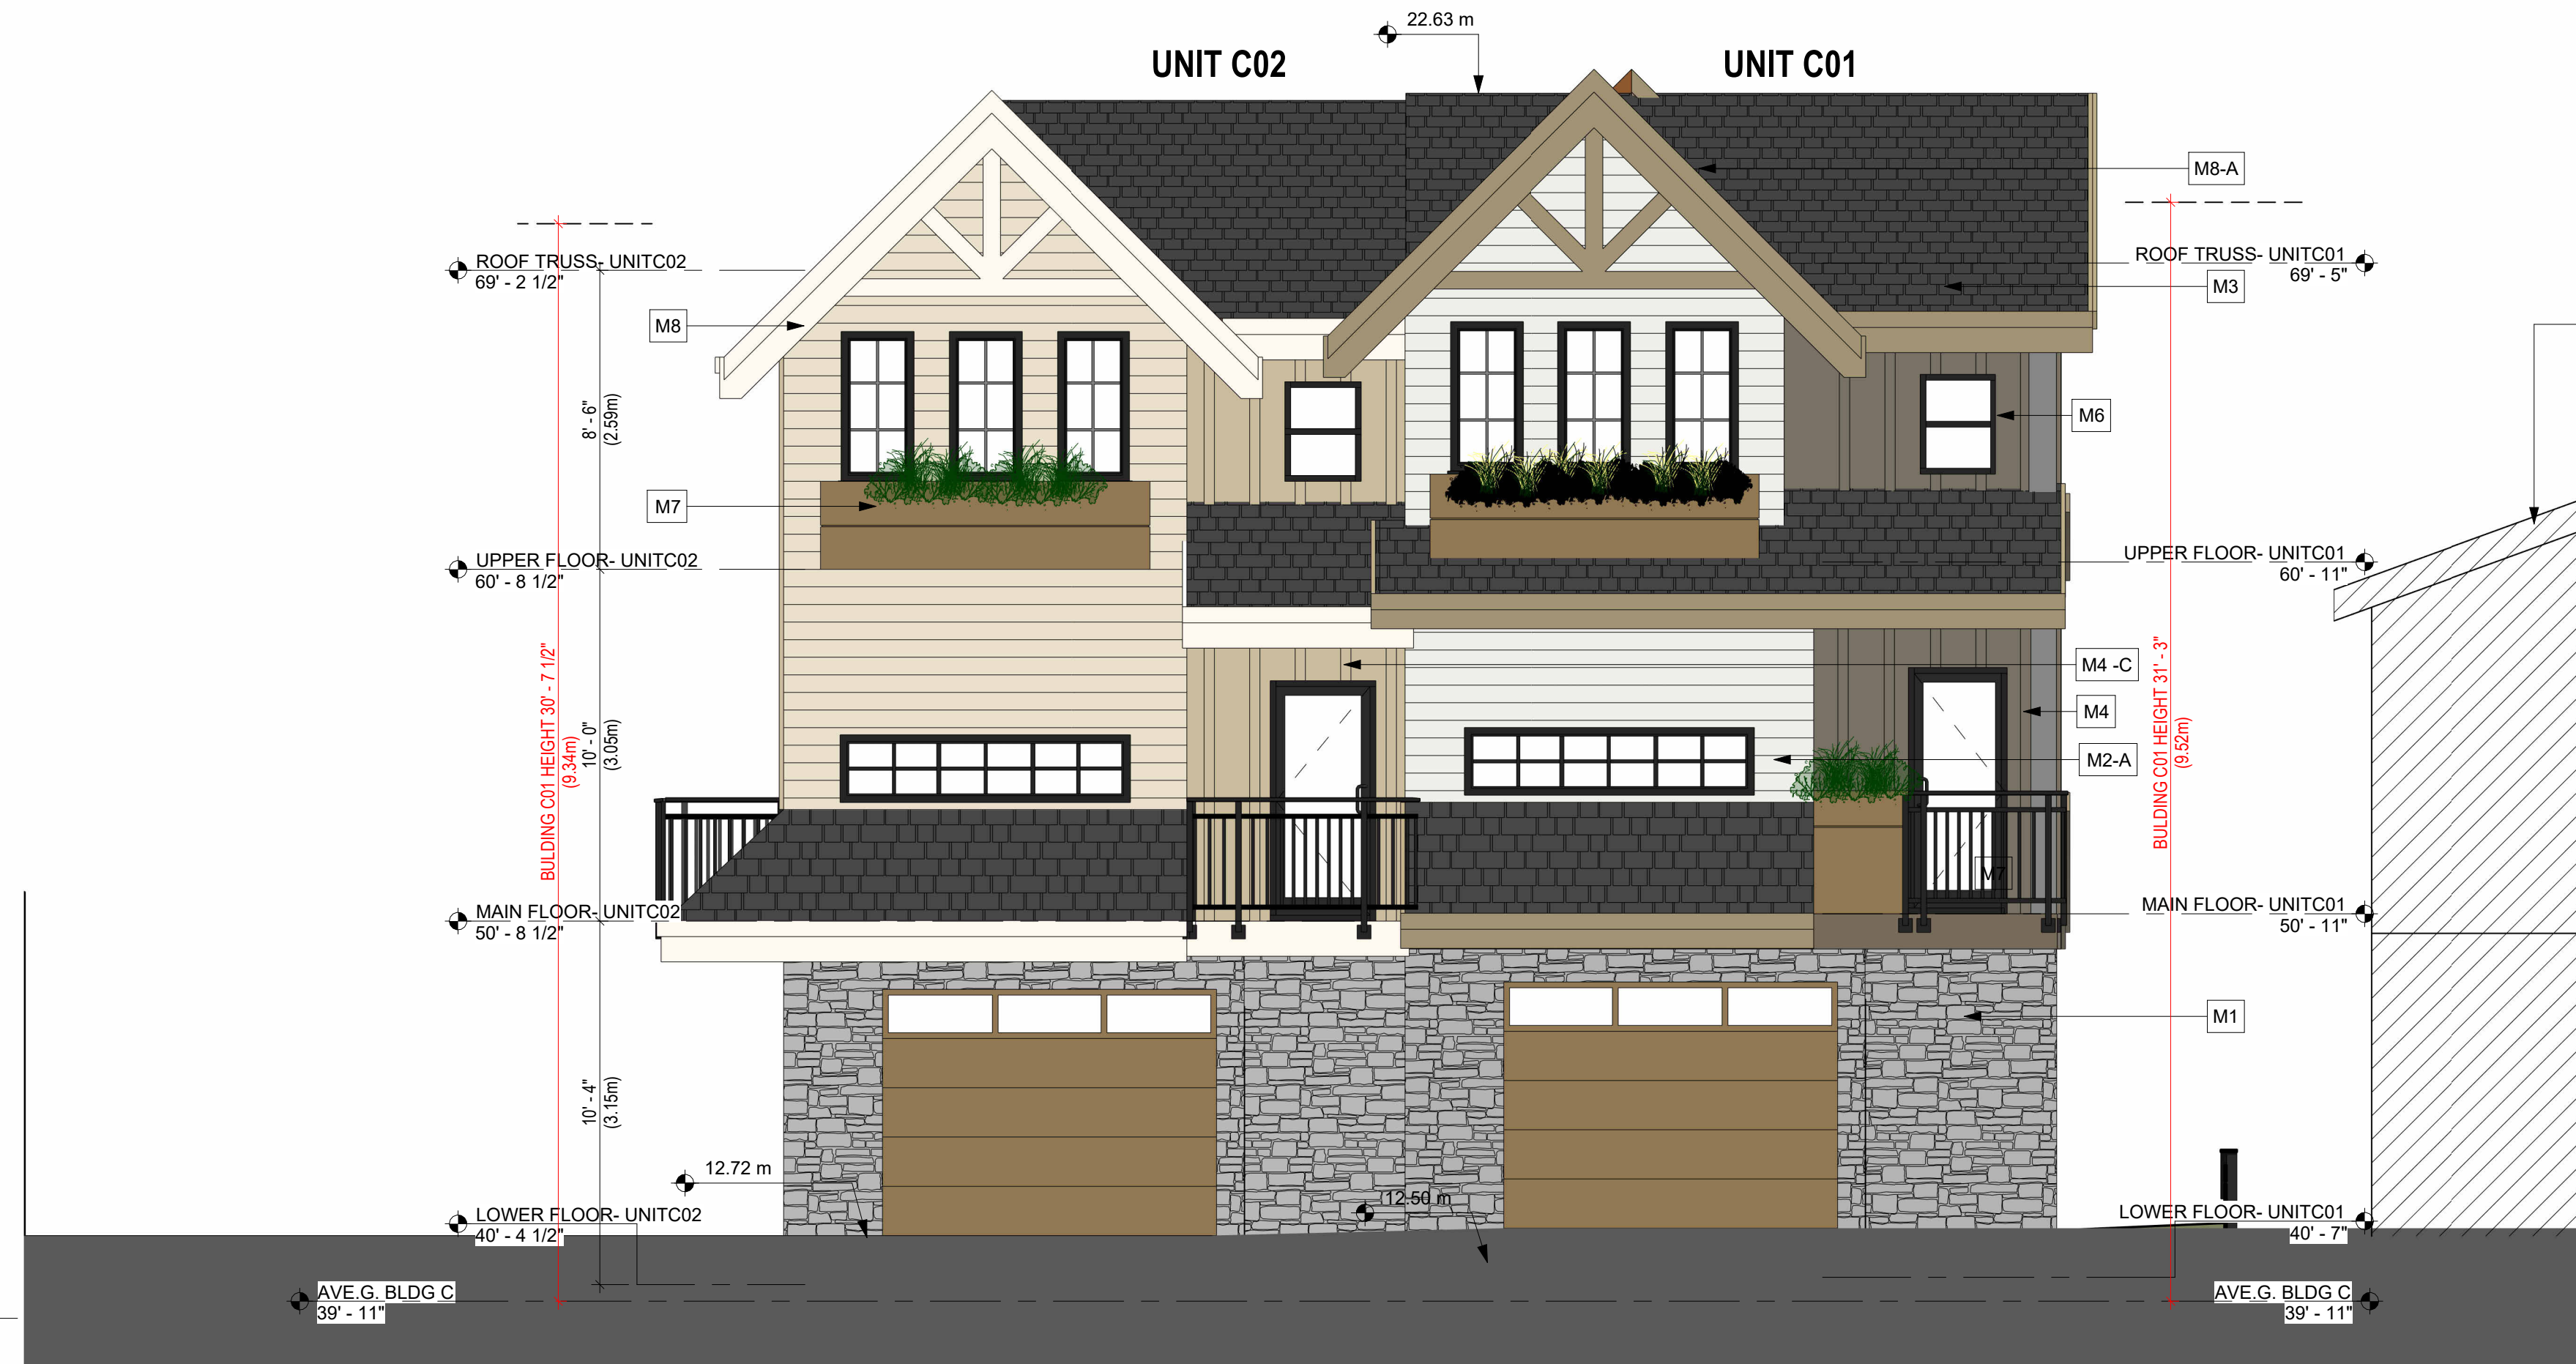 22.63 m
UNIT C02
UNIT C01
M8-A
ROOF TRUSS- UNITC02
69' - 2 1/2"
ROOF TRUSS- UNITC01
69' - 5"
M3
M8
8' - 6"
(2.59m)
M6
M7
UPPER FLOOR- UNITC02
60' - 8 1/2"
UPPER FLOOR- UNITC01
60' - 11"
BULDING C01 HEIGHT 30' - 7 1/2"
(9.34m)
10' - 0"
(3.05m)
M4 -C
M4
M2-A
BULDING C01 HEIGHT 31' - 3"
(9.52m)
M7
MAIN FLOOR- UNITC02
50' - 8 1/2"
MAIN FLOOR- UNITC01
50' - 11"
M1
10' - 4"
(3.15m)
12.72 m
12.50 m
LOWER FLOOR- UNITC02
40' - 4 1/2"
LOWER FLOOR- UNITC01
40' - 7"
AVE.G. BLDG C
39' - 11"
AVE.G. BLDG C
39' - 11"